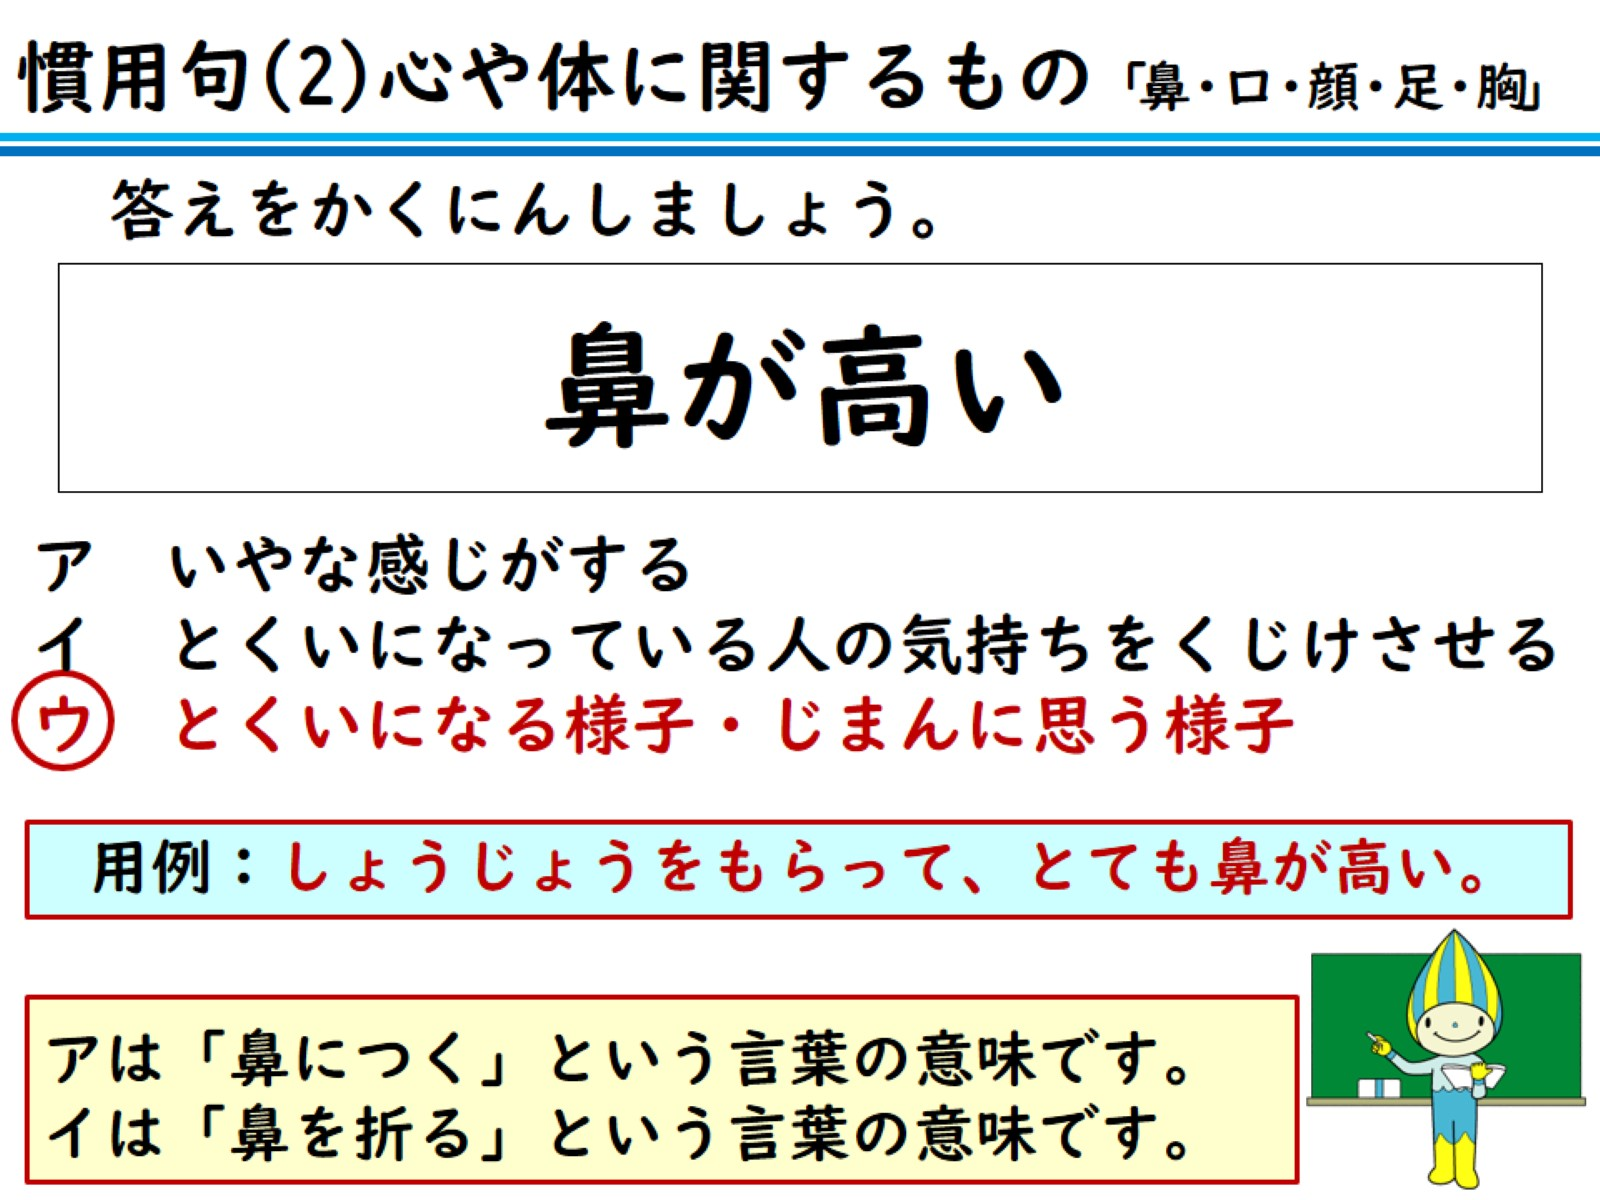 慣用句(2)心や体に関するもの「鼻・口・顔・足・胸」
答えをかくにんしましょう。
鼻が高い
ア　いやな感じがする
イ　とくいになっている人の気持ちをくじけさせる
ウ　とくいになる様子・じまんに思う様子
用例：しょうじょうをもらって、とても鼻が高い。
アは「鼻につく」という言葉の意味です。
イは「鼻を折る」という言葉の意味です。